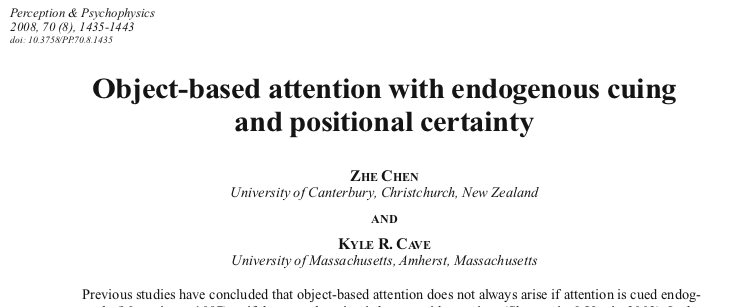 Perception & Psychophysics
2008, 70 (8), 1435-1443
doi: 10.3758/PP.70.8.1435
Object-based attention with endogenous cuing
and positional certainty
Zhe Chen
University of Canterbury, Christchurch, New Zealand
and
Kyle R. Cave
University of Massachusetts, Amherst, Massachusetts
Previous studies have concluded that object-based attention does not always arise if attention is cued endog-